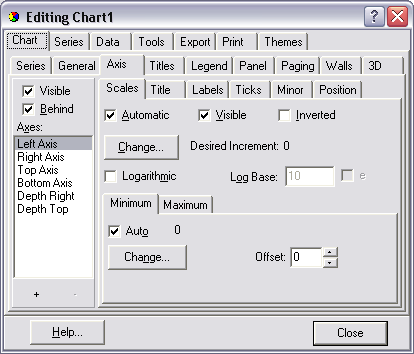 Editing Chart1
Chart Series Data Tools Export Print Themes
Series General Axis Titles Legend Panel Paging Walls 3D
Visible
Behind
Axes:
Left Axis
Right Axis
Top Axis
Bottom Axis
Depth Right
Depth Top
+ -
Scales Title Labels Ticks Minor Position
Automatic Visible Inverted
Change... Desired Increment: 0
Logarithmic Log Base: 10 e
Minimum Maximum
Auto 0
Change... Offset: 0
Help... Close